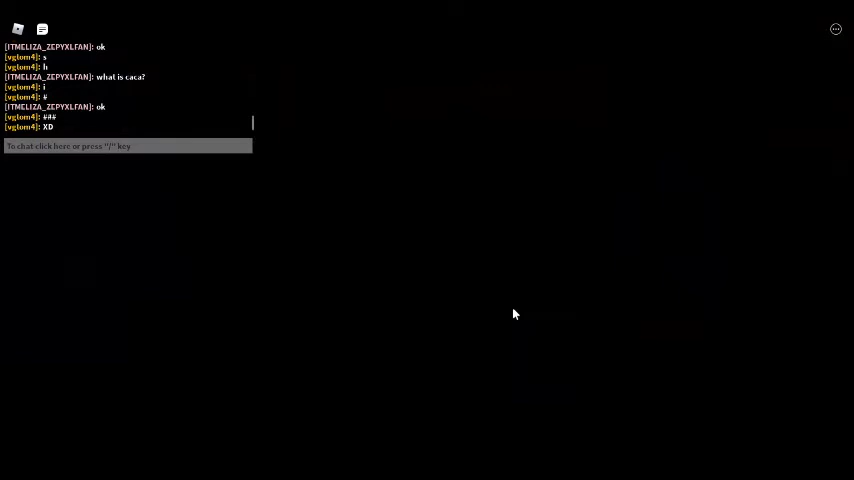 [ITMELIZA_ZEPYXLFAN]: ok
[vglom4]: s
[vglom4]: h
[ITMELIZA_ZEPYXLFAN]: what is caca?
[vglom4]: i
[vglom4]: #
[ITMELIZA_ZEPYXLFAN]: ok
[vglom4]: ###
[vglom4]: XD
To chat click here or press "/" key